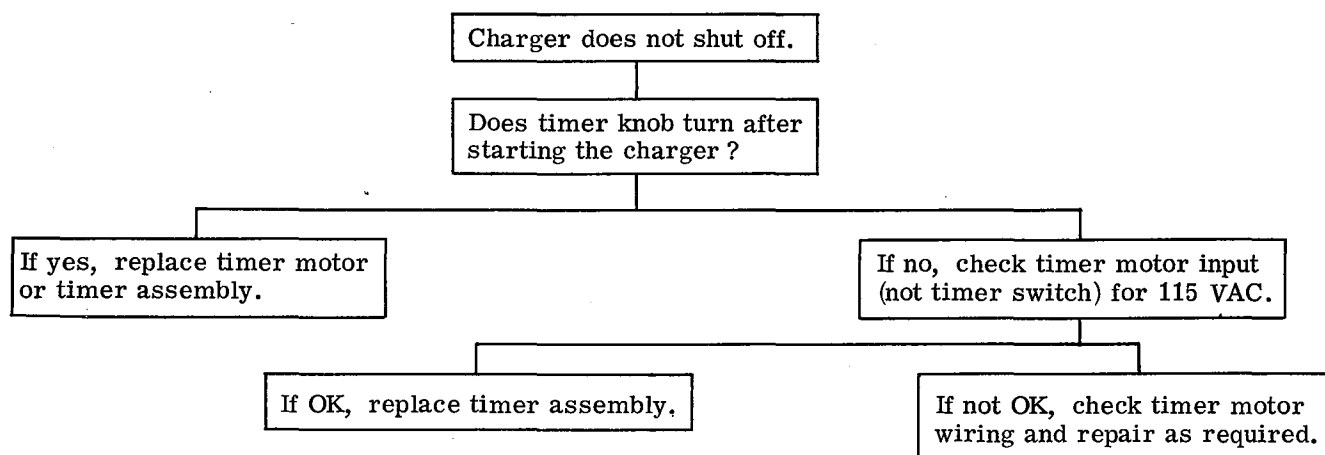 Charger does not shut off.
Does timer knob turn after
starting the charger ?
If yes, replace timer motor
or timer assembly.
If no, check timer motor input
(not timer switch) for 115 VAC.
If OK, replace timer assembly.
If not OK, check timer motor
wiring and repair as required.